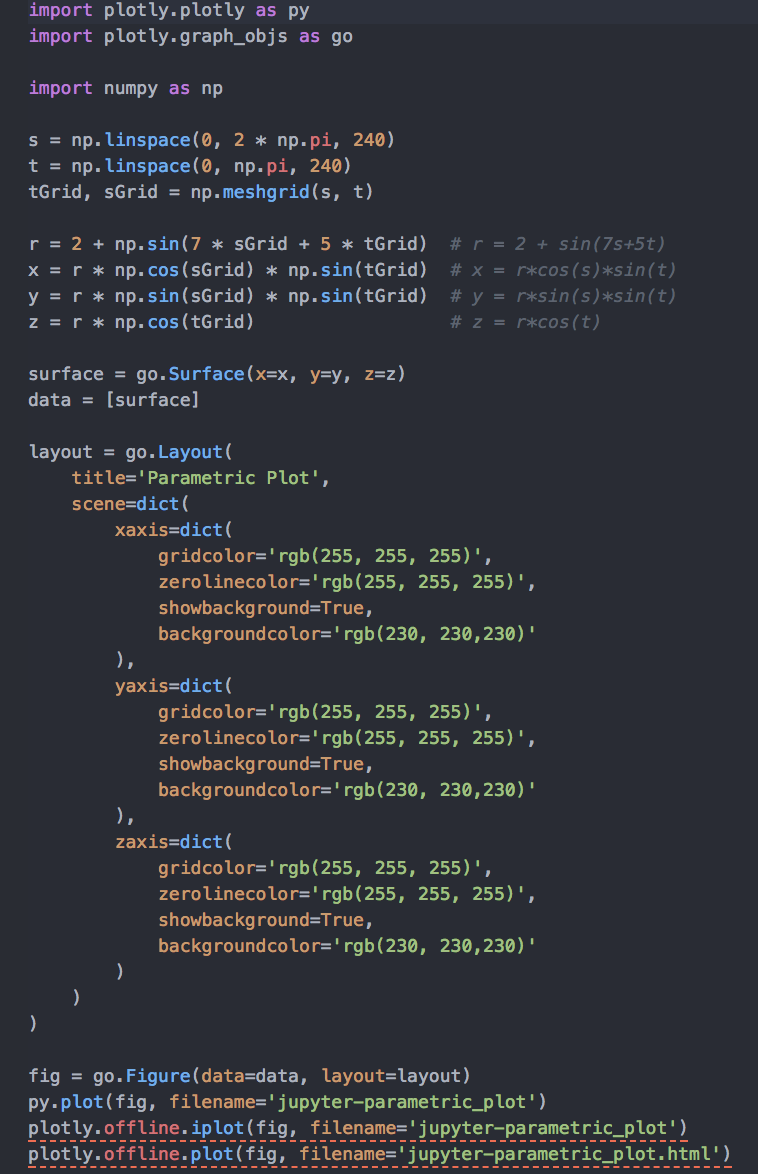 import plotly.plotly as py
import plotly.graph_objs as go

import numpy as np

s = np.linspace(0, 2 * np.pi, 240)
t = np.linspace(0, np.pi, 240)
tGrid, sGrid = np.meshgrid(s, t)

r = 2 + np.sin(7 * sGrid + 5 * tGrid)  # r = 2 + sin(7s+5t)
x = r * np.cos(sGrid) * np.sin(tGrid)  # x = r*cos(s)*sin(t)
y = r * np.sin(sGrid) * np.sin(tGrid)  # y = r*sin(s)*sin(t)
z = r * np.cos(tGrid)                  # z = r*cos(t)

surface = go.Surface(x=x, y=y, z=z)
data = [surface]

layout = go.Layout(
    title='Parametric Plot',
    scene=dict(
        xaxis=dict(
            gridcolor='rgb(255, 255, 255)',
            zerolinecolor='rgb(255, 255, 255)',
            showbackground=True,
            backgroundcolor='rgb(230, 230,230)'
        ),
        yaxis=dict(
            gridcolor='rgb(255, 255, 255)',
            zerolinecolor='rgb(255, 255, 255)',
            showbackground=True,
            backgroundcolor='rgb(230, 230,230)'
        ),
        zaxis=dict(
            gridcolor='rgb(255, 255, 255)',
            zerolinecolor='rgb(255, 255, 255)',
            showbackground=True,
            backgroundcolor='rgb(230, 230,230)'
        )
    )
)

fig = go.Figure(data=data, layout=layout)
py.plot(fig, filename='jupyter-parametric_plot')
plotly.offline.iplot(fig, filename='jupyter-parametric_plot')
plotly.offline.plot(fig, filename='jupyter-parametric_plot.html')